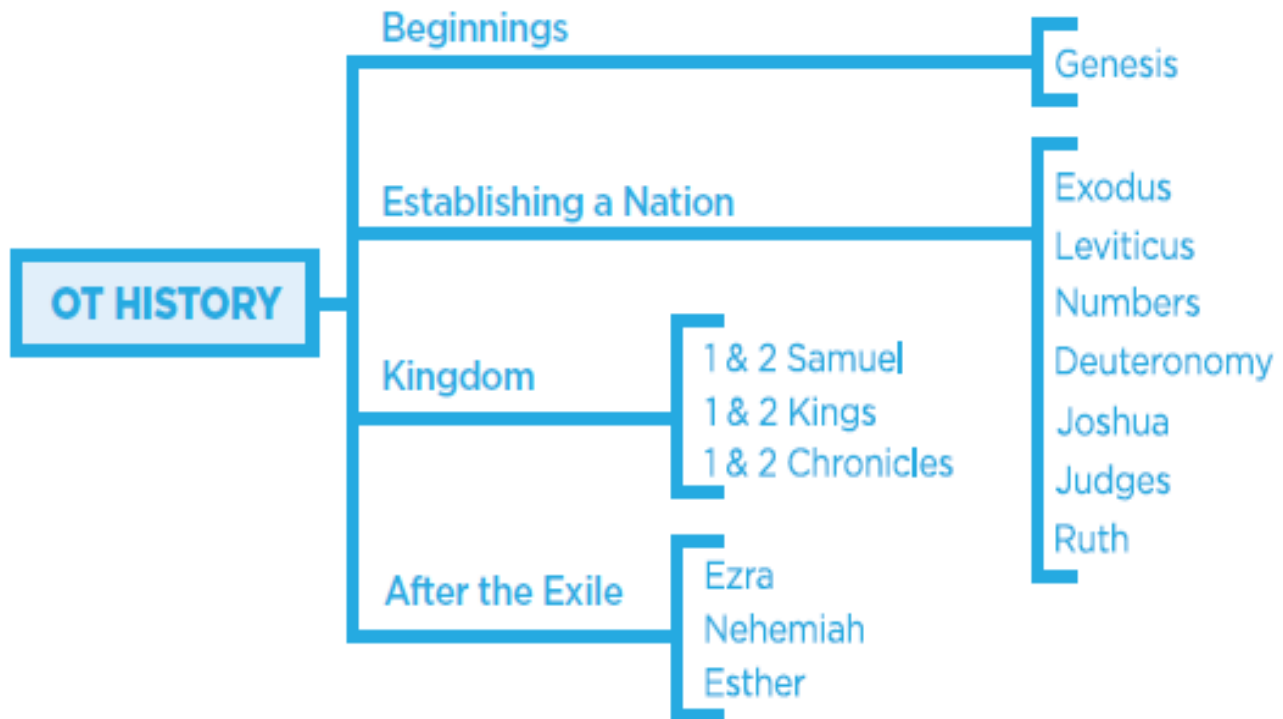 OT HISTORY
Beginnings
Genesis
Establishing a Nation
Exodus
Leviticus
Numbers
Deuteronomy
Joshua
Judges
Ruth
Kingdom
1 & 2 Samuel
1 & 2 Kings
1 & 2 Chronicles
After the Exile
Ezra
Nehemiah
Esther